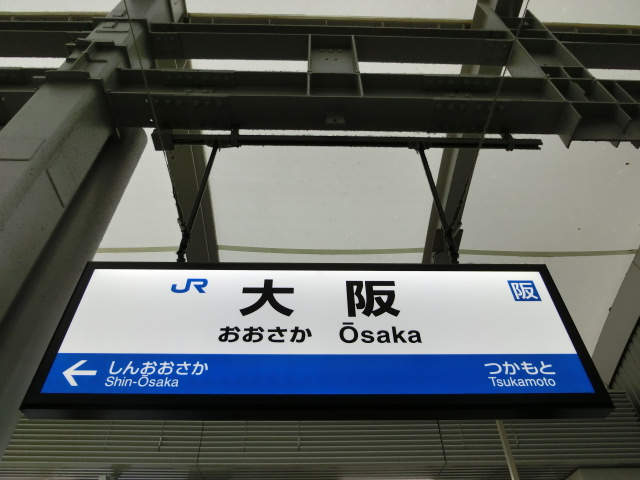 JR 大阪 阪
おおさか Ōsaka
← しんおおさか つかもと
Shin-Ōsaka Tsukamoto